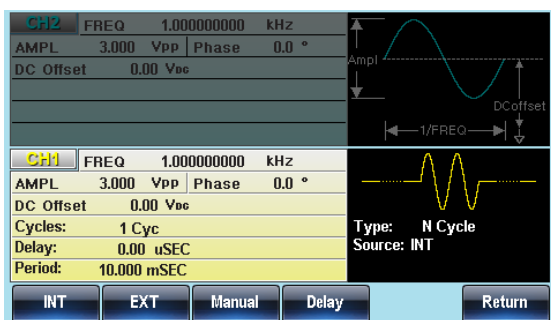 CH2 FREQ 1.000000000 kHz
AMPL 3.000 Vpp Phase 0.0 °
DC Offset 0.00 VDC
Ampl
DCoffset
1/FREQ
CH1 FREQ 1.000000000 kHz
AMPL 3.000 Vpp Phase 0.0 °
DC Offset 0.00 VDC
Cycles: 1 Cyc
Delay: 0.00 uSEC
Period: 10.000 mSEC
Type: N Cycle
Source: INT
INT EXT Manual Delay Return